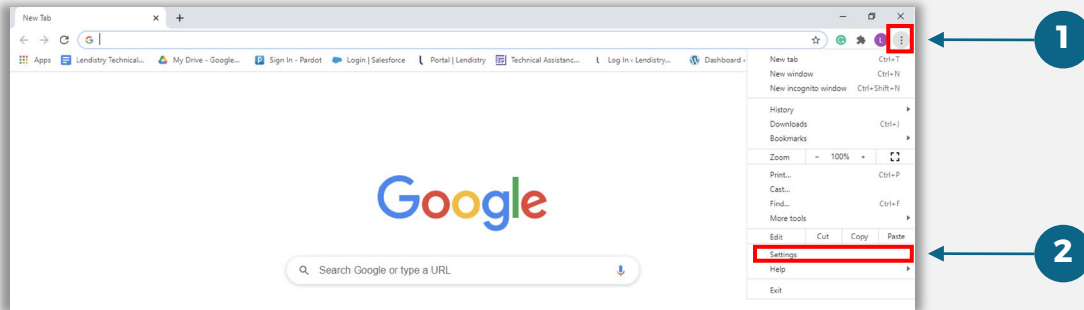 New Tab
G
Apps Lendistry Technical... My Drive - Google... Sign In - Pardot Login | Salesforce Portal | Lendistry Technical Assistanc... Log In ‹ Lendistry... Dashboard ‹
L
1
New tab Ctrl+T
New window Ctrl+N
New incognito window Ctrl+Shift+N
History
Downloads Ctrl+J
Bookmarks
Zoom - 100% +
Print... Ctrl+P
Cast...
Find... Ctrl+F
More tools
Edit Cut Copy Paste
Settings
2
Help
Exit
Google
Search Google or type a URL